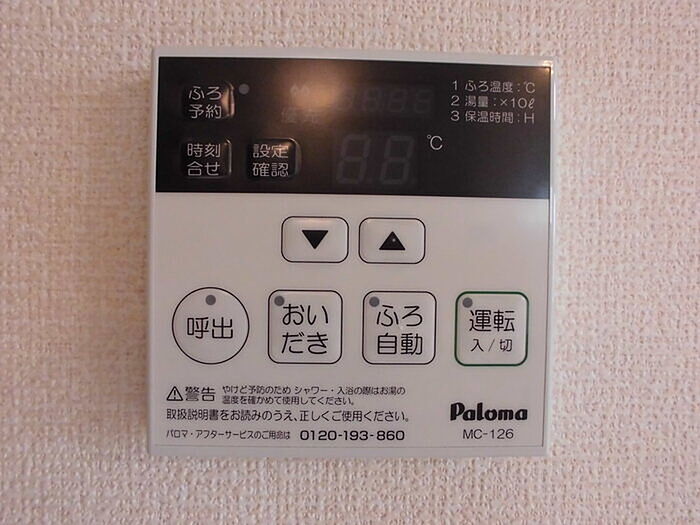 ふろ
予約
優先
1 ふろ温度:℃
2 湯量:×10ℓ
3 保温時間:H
時刻
合せ
設定
確認
88
℃
▼
▲
呼出
おい
だき
ふろ
自動
運転
入/切
警告 やけど予防のため シャワー・入浴の際はお湯の
温度を確かめて使用してください。
取扱説明書をお読みのうえ、正しくご使用ください。
パロマ・アフターサービスのご用命は 0120-193-860
Paloma
MC-126